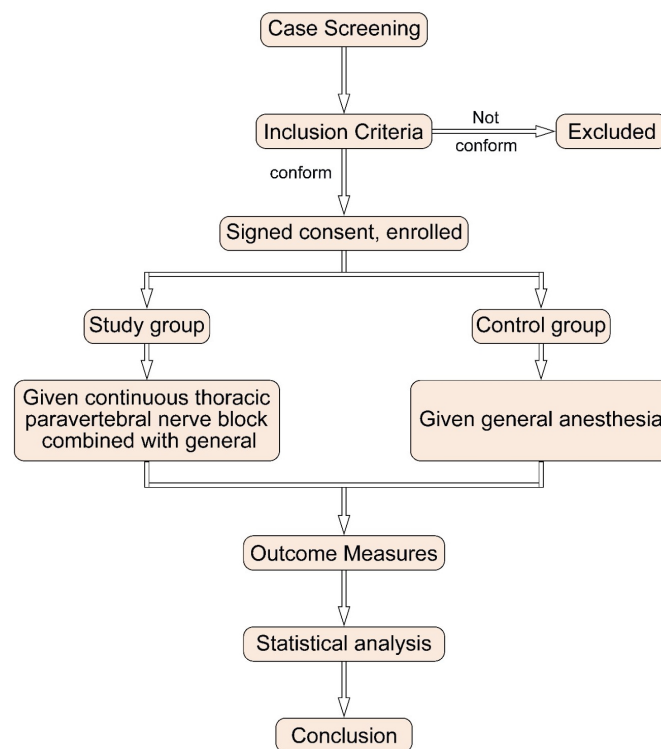 Case Screening
Inclusion Criteria
Not
conform
Excluded
conform
Signed consent, enrolled
Study group
Control group
Given continuous thoracic
paravertebral nerve block
combined with general
Given general anesthesia
Outcome Measures
Statistical analysis
Conclusion